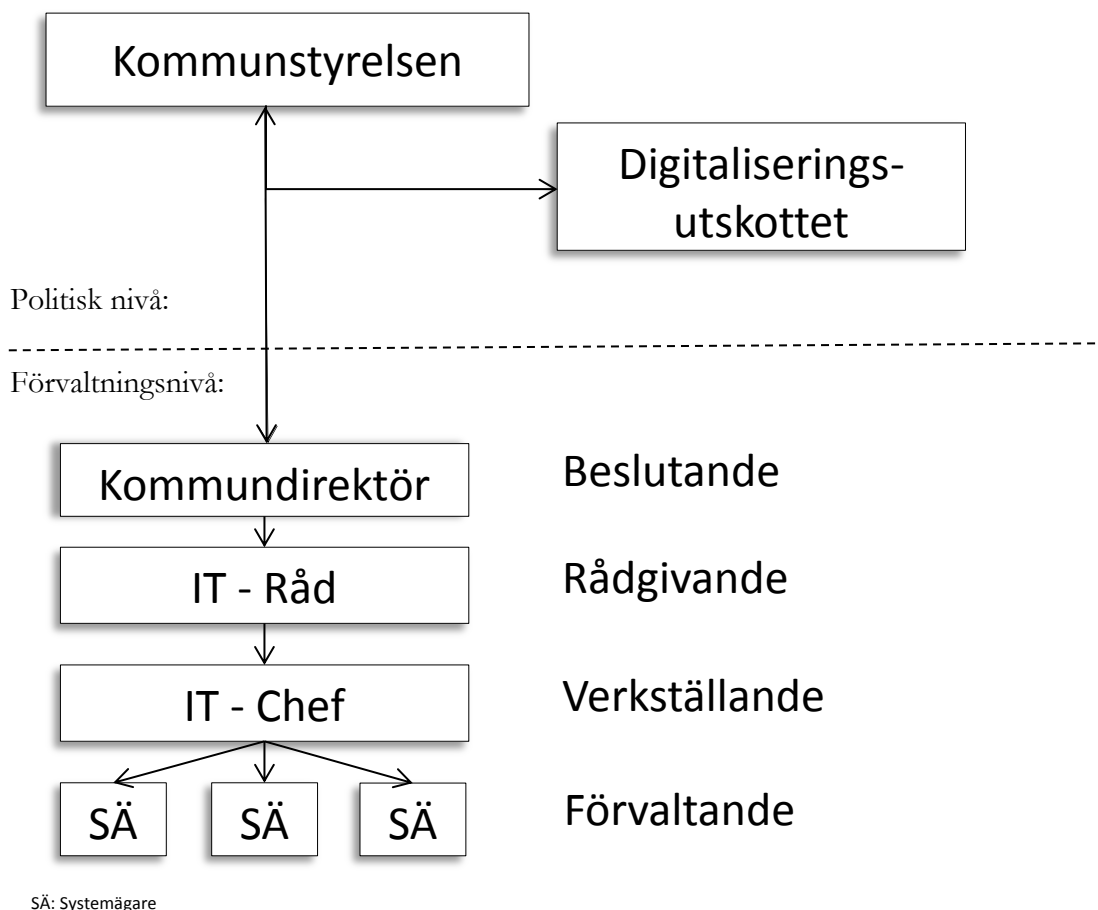 Kommunstyrelsen
Digitaliserings-
utskottet
Politisk nivå:
Förvaltningsnivå:
Kommundirektör
Beslutande
IT - Råd
Rådgivande
IT - Chef
Verkställande
SÄ SÄ SÄ
Förvaltande
SÄ: Systemägare